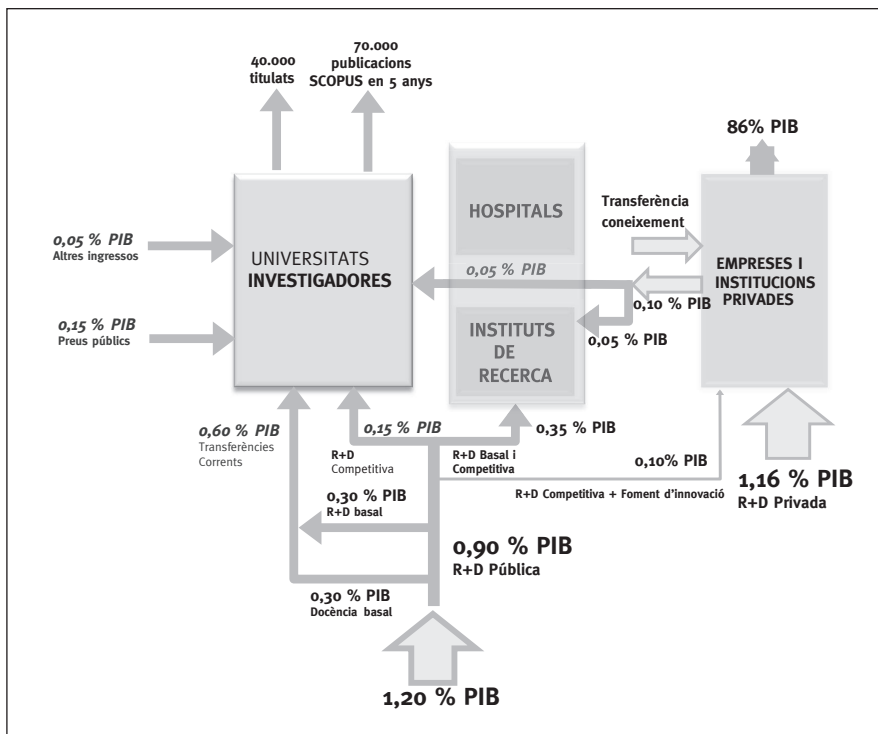 40.000
titulats
70.000
publicacions
SCOPUS en 5 anys
86% PIB
HOSPITALS
Transferència
coneixement
0,05 % PIB
Altres ingressos
UNIVERSITATS
INVESTIGADORES
0,05 % PIB
EMPRESES I
INSTITUCIONS
PRIVADES
0,10 % PIB
0,15 % PIB
Preus públics
INSTITUTS
DE
RECERCA
0,05 % PIB
0,60 % PIB
Transferències
Corrents
0,15 % PIB
R+D
Competitiva
0,35 % PIB
R+D Basal i
Competitiva
0,10% PIB
R+D Competitiva + Foment d’innovació
1,16 % PIB
R+D Privada
0,30 % PIB
R+D basal
0,90 % PIB
R+D Pública
0,30 % PIB
Docència basal
1,20 % PIB